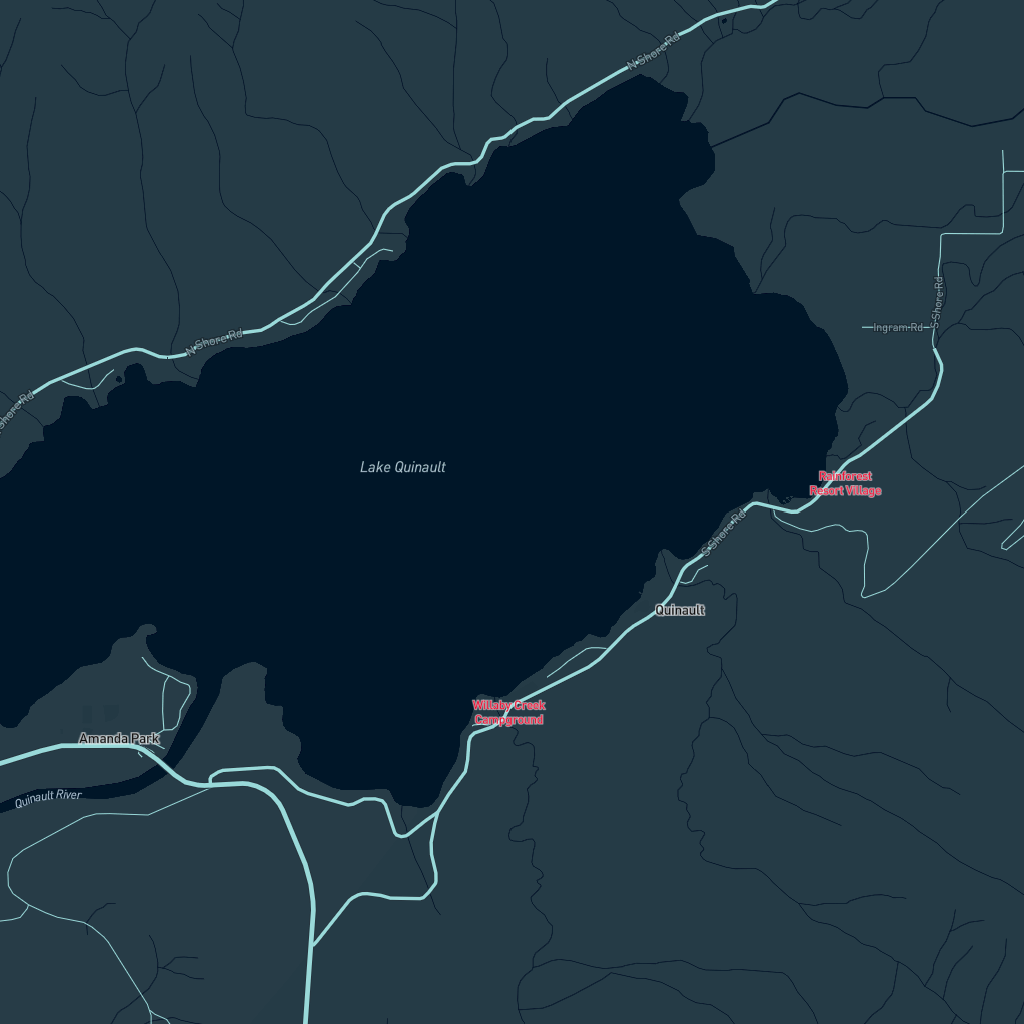 N Shore Rd
S Shore Rd
Ingram Rd
N Shore Rd
Shore Rd
Lake Quinault
Rainforest
Resort Village
S Shore Rd
Quinault
Willaby Creek
Campground
Amanda Park
Quinault River